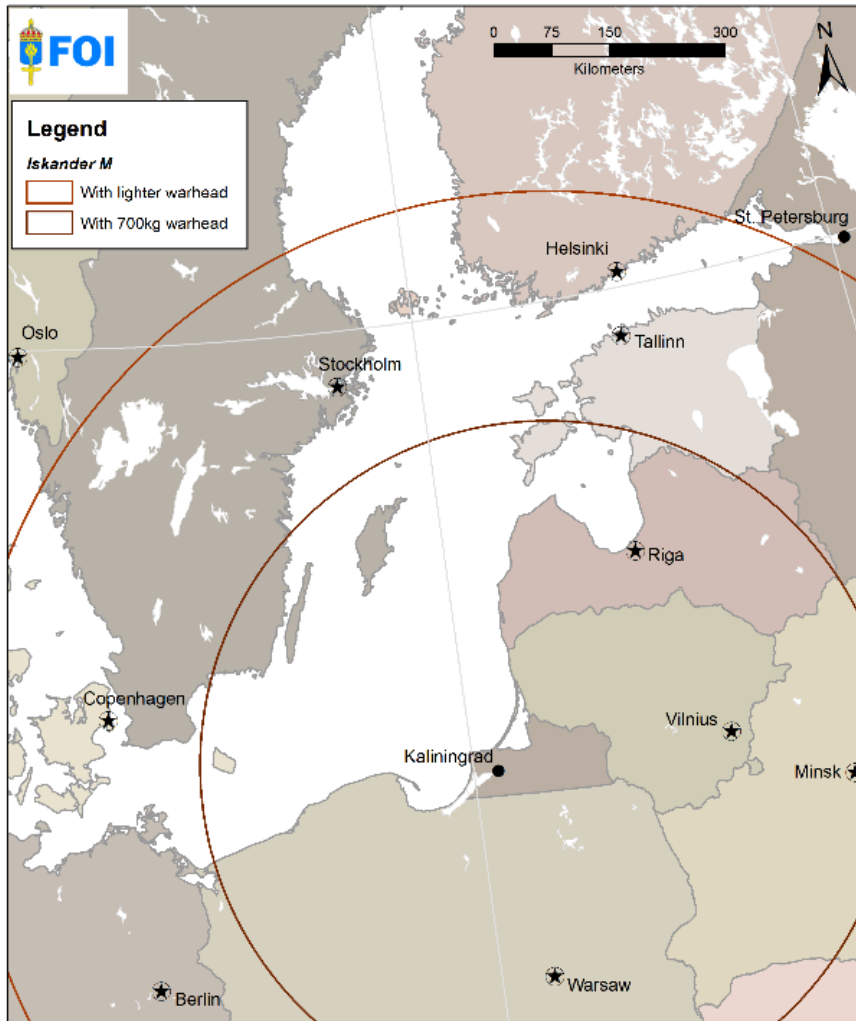 FOI
0 75 150 300
Kilometers
N
Legend
Iskander M
With lighter warhead
With 700kg warhead
St. Petersburg
Helsinki
Oslo
Tallinn
Stockholm
Riga
Copenhagen
Vilnius
Kaliningrad
Minsk
Warsaw
Berlin